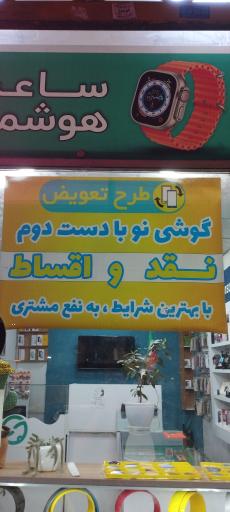 ساعت
هوشمند
طرح تعویض
گوشی نو با دست دوم
نقد و اقساط
با بهترین شرایط ، به نفع مشتری